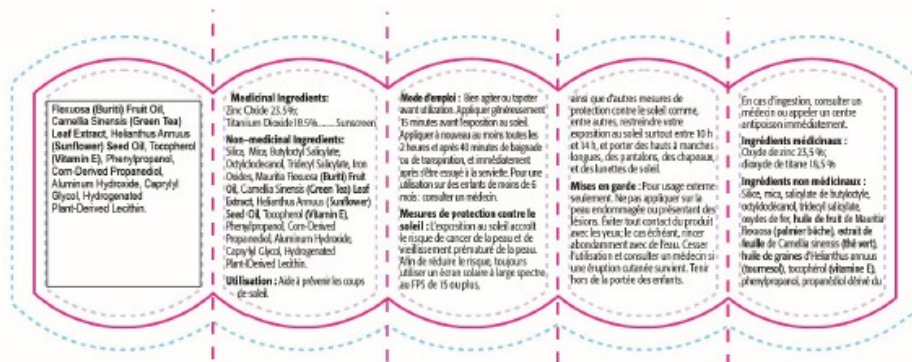 Flexuosa (Buriti) Fruit Oil,
Camellia Sinensis (Green Tea)
Leaf Extract, Helianthus Annuus
(Sunflower) Seed Oil, Tocopherol
(Vitamin E), Phenylpropanol,
Corn-Derived Propanediol,
Aluminum Hydroxide, Caprylyl
Glycol, Hydrogenated
Plant-Derived Lecithin.
Medicinal Ingredients:
Zinc Oxide 23.5%;
Titanium Dioxide 18.5%........ Sunscreen
Non-medicinal Ingredients:
Silica, Mica, Butyloctyl Salicylate,
Octyldodecanol, Tridecyl Salicylate, Iron
Oxides, Mauritia Flexuosa (Buriti) Fruit
Oil, Camellia Sinensis (Green Tea) Leaf
Extract, Helianthus Annuus (Sunflower)
Seed Oil, Tocopherol (Vitamin E),
Phenylpropanol, Corn-Derived
Propanediol, Aluminum Hydroxide,
Caprylyl Glycol, Hydrogenated
Plant-Derived Lecithin.
Utilisation : Aide à prévenir les coups
de soleil.
Mode d'emploi : Bien agiter ou tapoter
avant utilisation. Appliquer généreusement
15 minutes avant l'exposition au soleil.
Appliquer à nouveau au moins toutes les
2 heures et après 40 minutes de baignade
ou de transpiration, et immédiatement
après s'être essuyé à la serviette. Pour une
utilisation sur des enfants de moins de 6
mois : consulter un médecin.
Mesures de protection contre le
soleil : L'exposition au soleil accroît
le risque de cancer de la peau et de
vieillissement prématuré de la peau.
Afin de réduire le risque, toujours
utiliser un écran solaire à large spectre,
au FPS de 15 ou plus,
ainsi que d'autres mesures de
protection contre le soleil comme,
entre autres, restreindre votre
exposition au soleil surtout entre 10 h
et 14 h, et porter des hauts à manches
longues, des pantalons, des chapeaux,
et des lunettes de soleil.
Mises en garde : Pour usage externe
seulement. Ne pas appliquer sur la
peau endommagée ou présentant des
lésions. Éviter tout contact du produit
avec les yeux; le cas échéant, rincer
abondamment avec de l'eau. Cesser
l'utilisation et consulter un médecin si
une éruption cutanée survient. Tenir
hors de la portée des enfants.
En cas d'ingestion, consulter un
médecin ou appeler un centre
antipoison immédiatement.
Ingrédients médicinaux :
Oxyde de zinc 23,5 %;
dioxyde de titane 18,5 %
Ingrédients non médicinaux :
Silice, mica, salicylate de butyloctyle,
octyldodécanol, tridecyl salicylate,
oxydes de fer, huile de fruit de Mauritia
flexuosa (palmier bâche), extrait de
feuille de Camellia sinensis (thé vert),
huile de graines d'Helianthus annuus
(tournesol), tocophérol (vitamine E),
phenylpropanol, propanédiol dérivé du